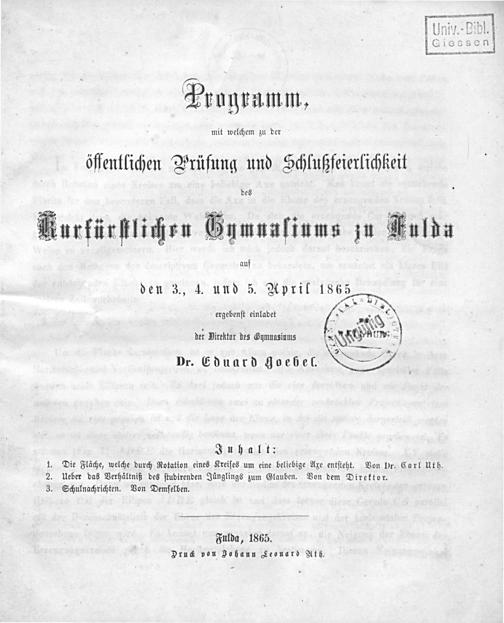 Univ.-Bibl.
Giessen
Programm,
mit welchem zu der
öffentlichen Prüfung und Schlußfeierlichkeit
des
Kurfürstlichen Gymnasiums zu Fulda
auf
den 3., 4. und 5. April 1865
ergebenst einladet
der Direktor des Gymnasiums
Dr. Eduard Goebel.
Ungültig
Inhalt:
1. Die Fläche, welche durch Rotation eines Kreises um eine beliebige Axe entsteht. Von Dr. Carl Uth.
2. Ueber das Verhältniß des studirenden Jünglings zum Glauben. Von dem Direktor.
3. Schulnachrichten. Von Demselben.
Fulda, 1865.
Druck von Johann Leonard Uth.